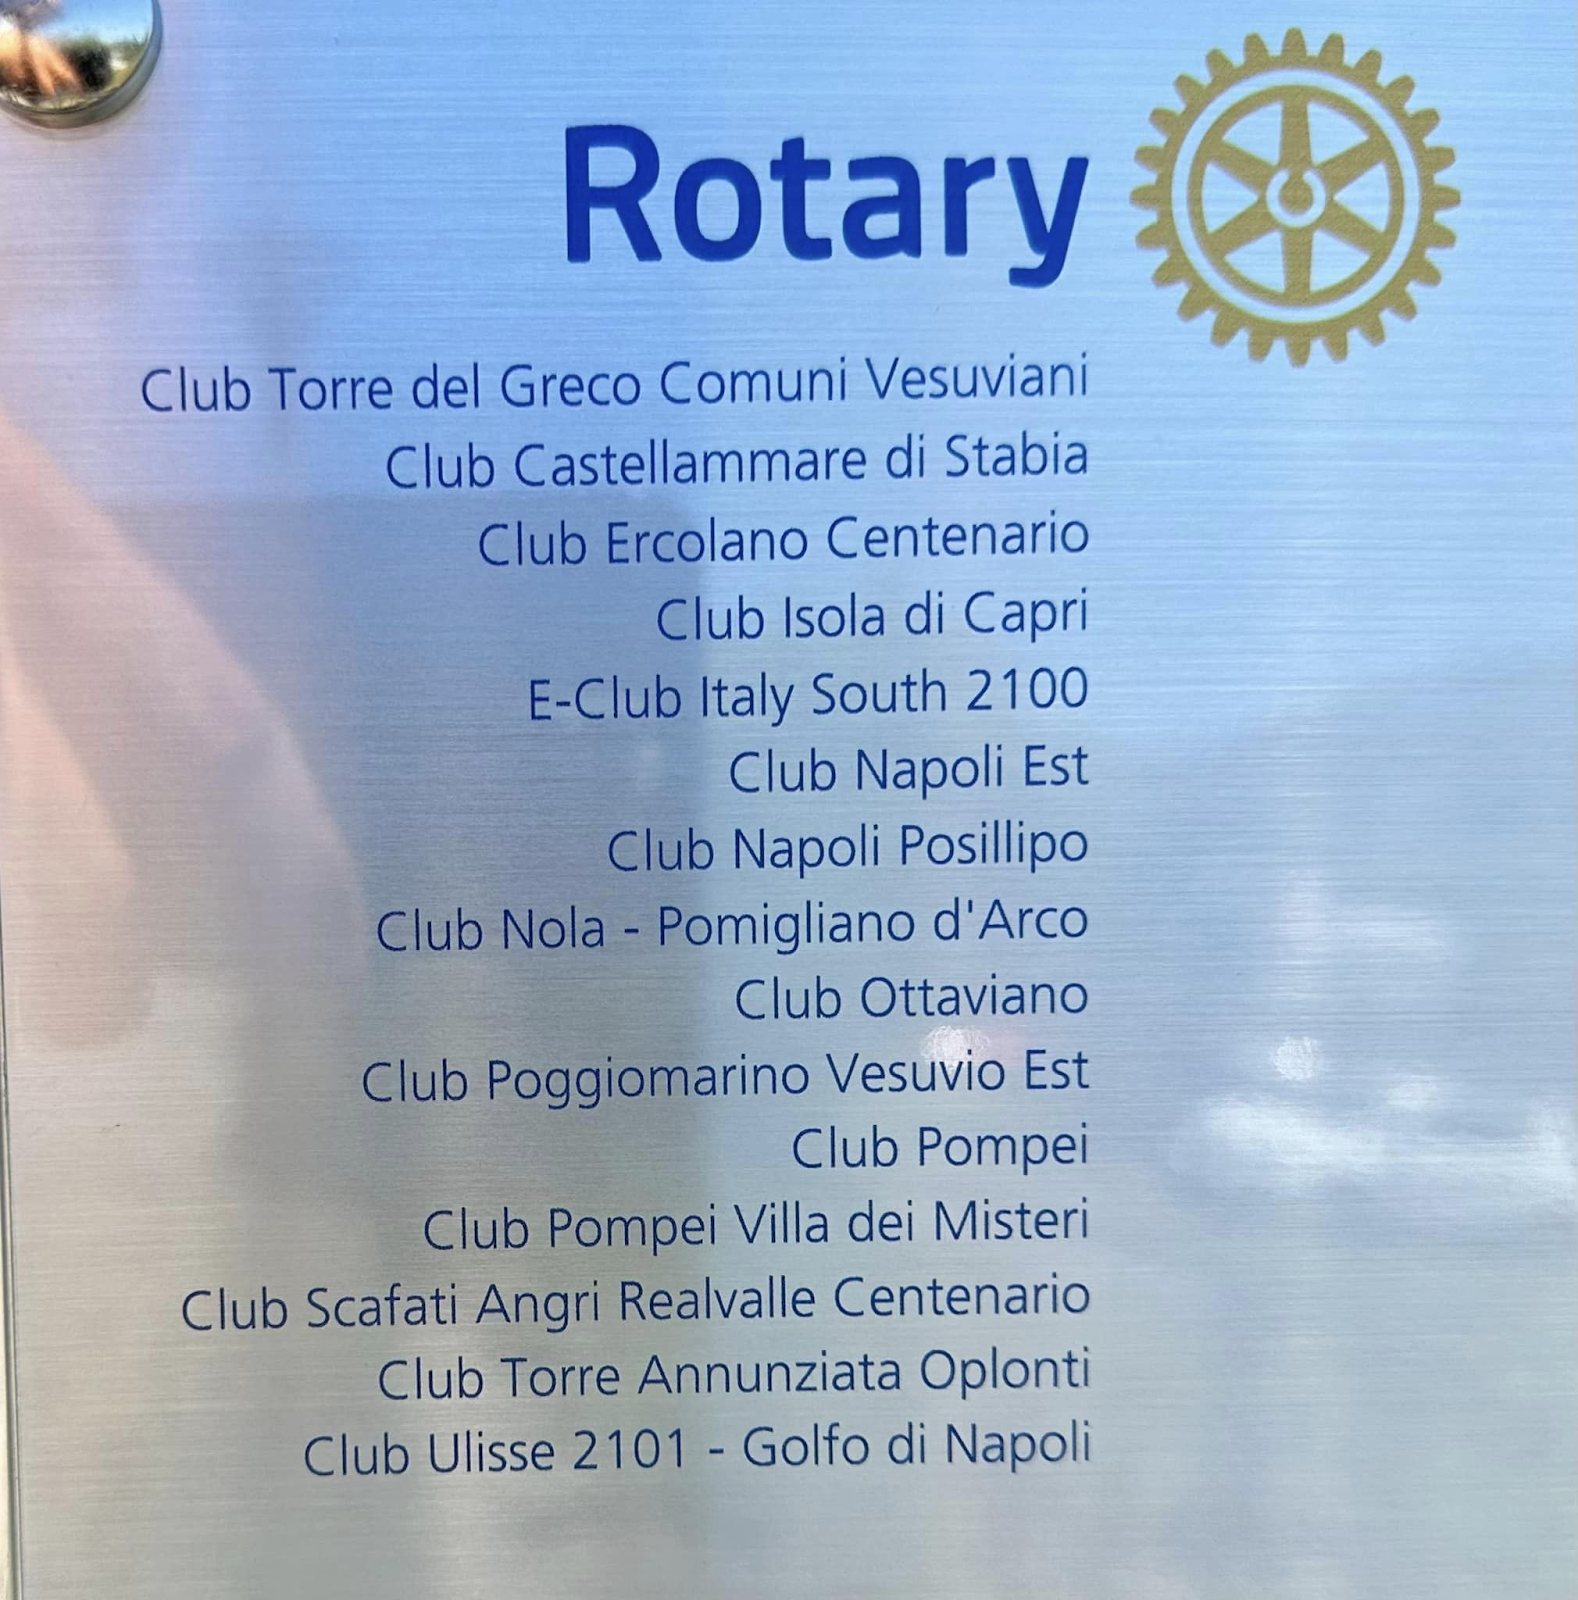 Rotary
Club Torre del Greco Comuni Vesuviani
Club Castellammare di Stabia
Club Ercolano Centenario
Club Isola di Capri
E-Club Italy South 2100
Club Napoli Est
Club Napoli Posillipo
Club Nola - Pomigliano d'Arco
Club Ottaviano
Club Poggiomarino Vesuvio Est
Club Pompei
Club Pompei Villa dei Misteri
Club Scafati Angri Realvalle Centenario
Club Torre Annunziata Oplonti
Club Ulisse 2101 - Golfo di Napoli